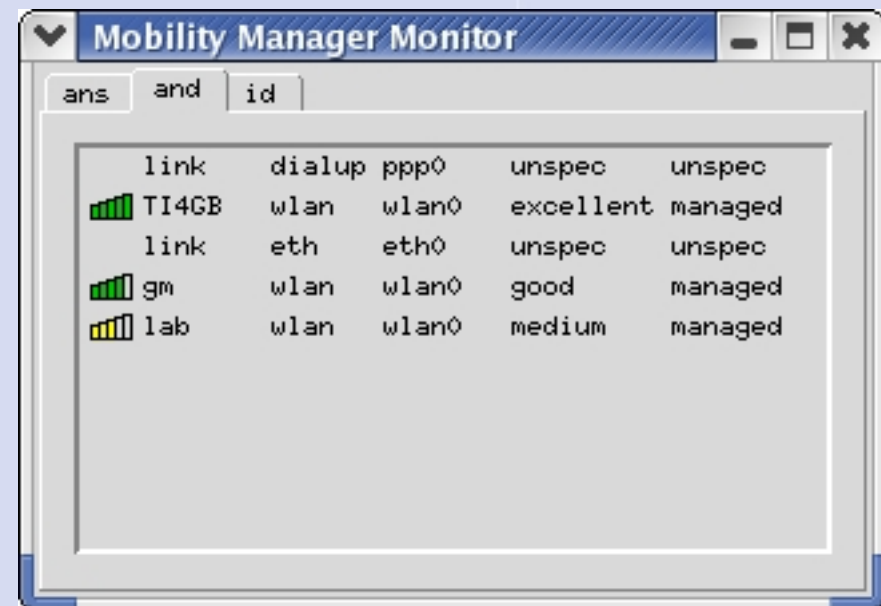 Mobility Manager Monitor
ans and id
link dialup ppp0 unspec unspec
TI4GB wlan wlan0 excellent managed
link eth eth0 unspec unspec
gm wlan wlan0 good managed
lab wlan wlan0 medium managed